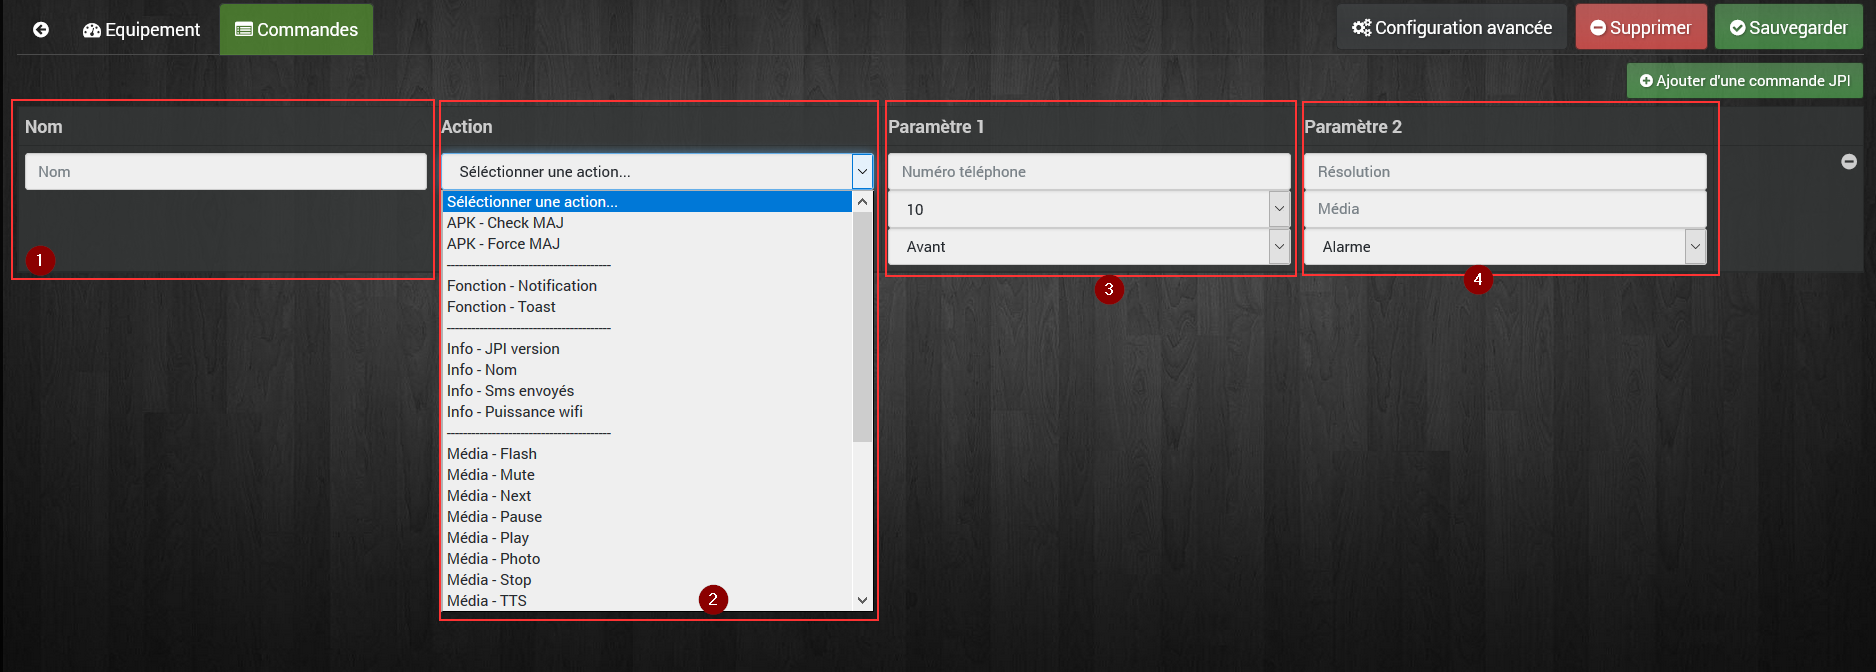 Equipement
Commandes
Configuration avancée
Supprimer
Sauvegarder
Ajouter d'une commande JPI
Nom
Action
Paramètre 1
Paramètre 2
Nom
Séléctionner une action...
Numéro téléphone
Résolution
10
Média
Avant
Alarme
Séléctionner une action...
APK - Check MAJ
APK - Force MAJ
----------------------------------------
Fonction - Notification
Fonction - Toast
----------------------------------------
Info - JPI version
Info - Nom
Info - Sms envoyés
Info - Puissance wifi
----------------------------------------
Média - Flash
Média - Mute
Média - Next
Média - Pause
Média - Play
Média - Photo
Média - Stop
Média - TTS
1
2
3
4